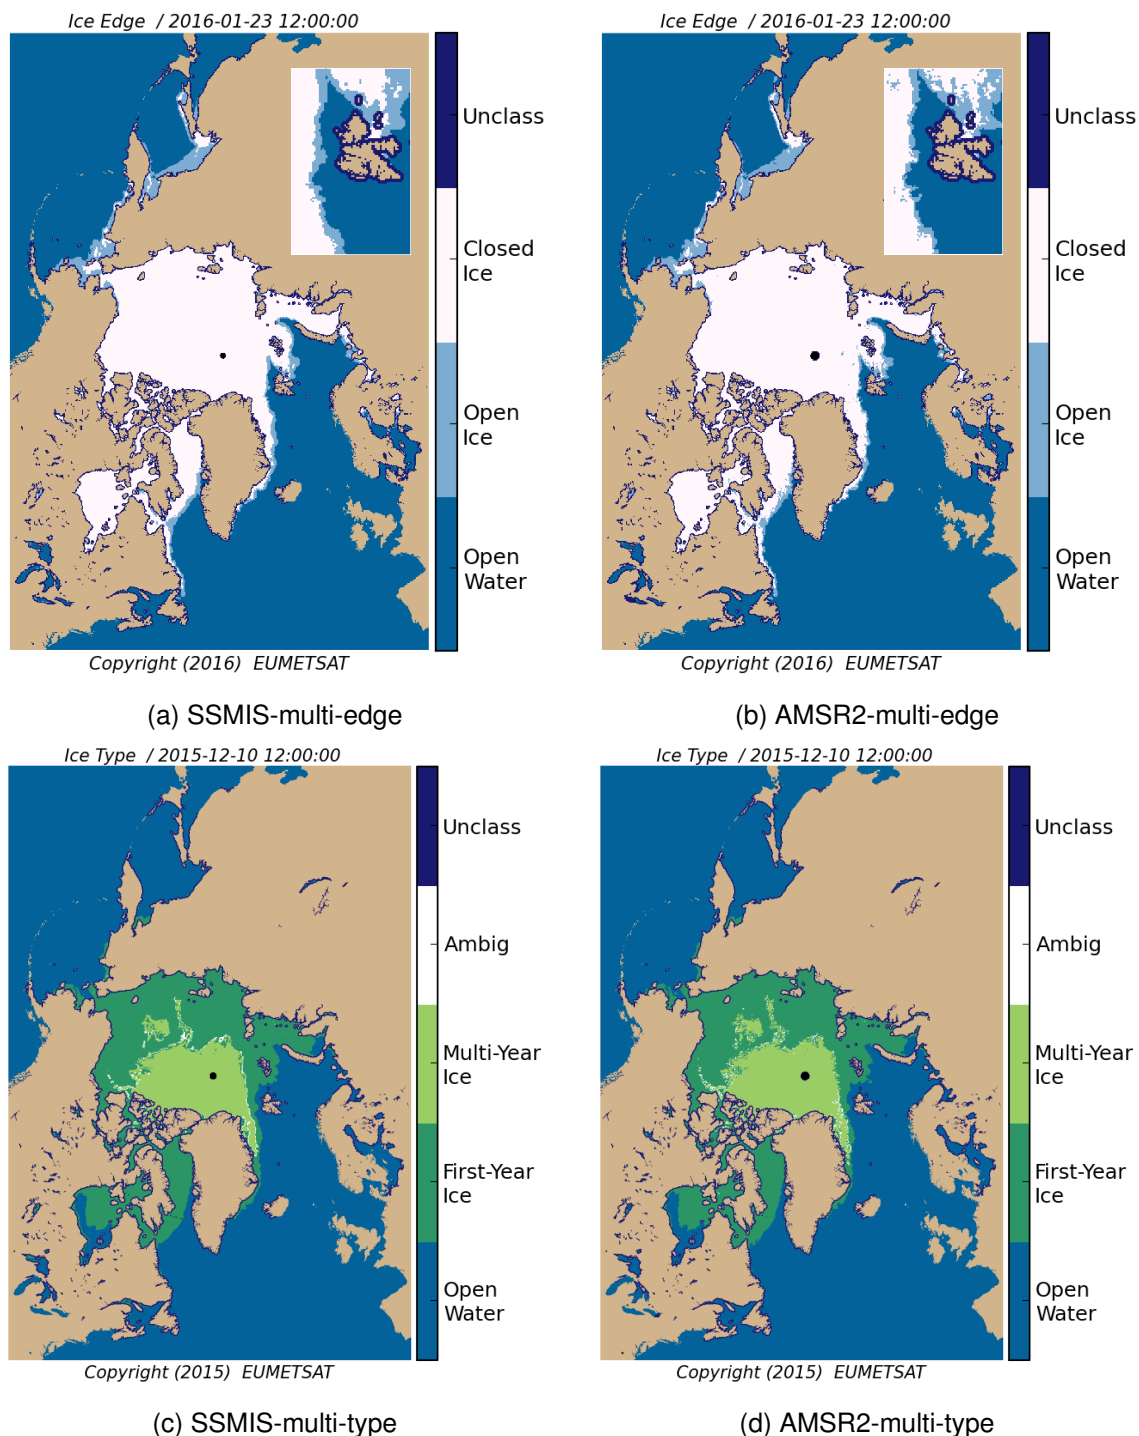 Ice Edge / 2016-01-23 12:00:00
Unclass
Closed
Ice
Open
Ice
Open
Water
Copyright (2016) EUMETSAT
(a) SSMIS-multi-edge
Ice Edge / 2016-01-23 12:00:00
Unclass
Closed
Ice
Open
Ice
Open
Water
Copyright (2016) EUMETSAT
(b) AMSR2-multi-edge
Ice Type / 2015-12-10 12:00:00
Unclass
Ambig
Multi-Year
Ice
First-Year
Ice
Open
Water
Copyright (2015) EUMETSAT
(c) SSMIS-multi-type
Ice Type / 2015-12-10 12:00:00
Unclass
Ambig
Multi-Year
Ice
First-Year
Ice
Open
Water
Copyright (2015) EUMETSAT
(d) AMSR2-multi-type